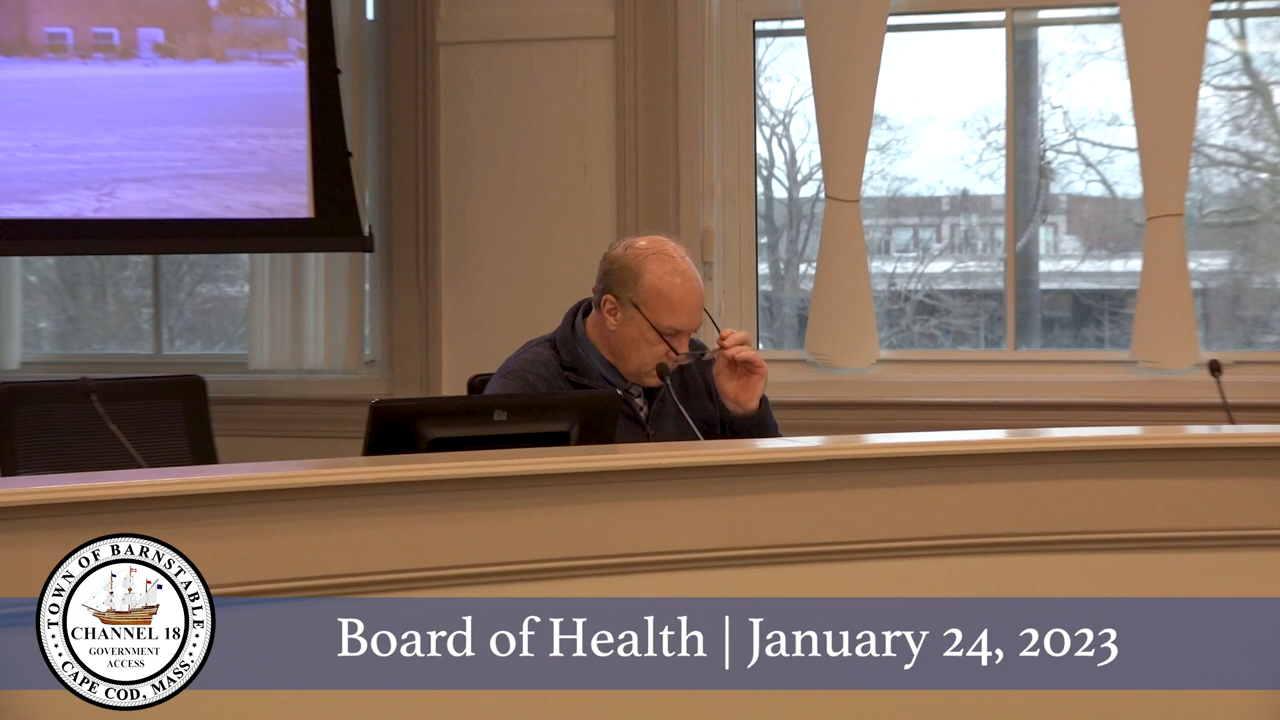 TOWN OF BARNSTABLE
CHANNEL 18
GOVERNMENT
ACCESS
CAPE COD, MASS.
Board of Health | January 24, 2023